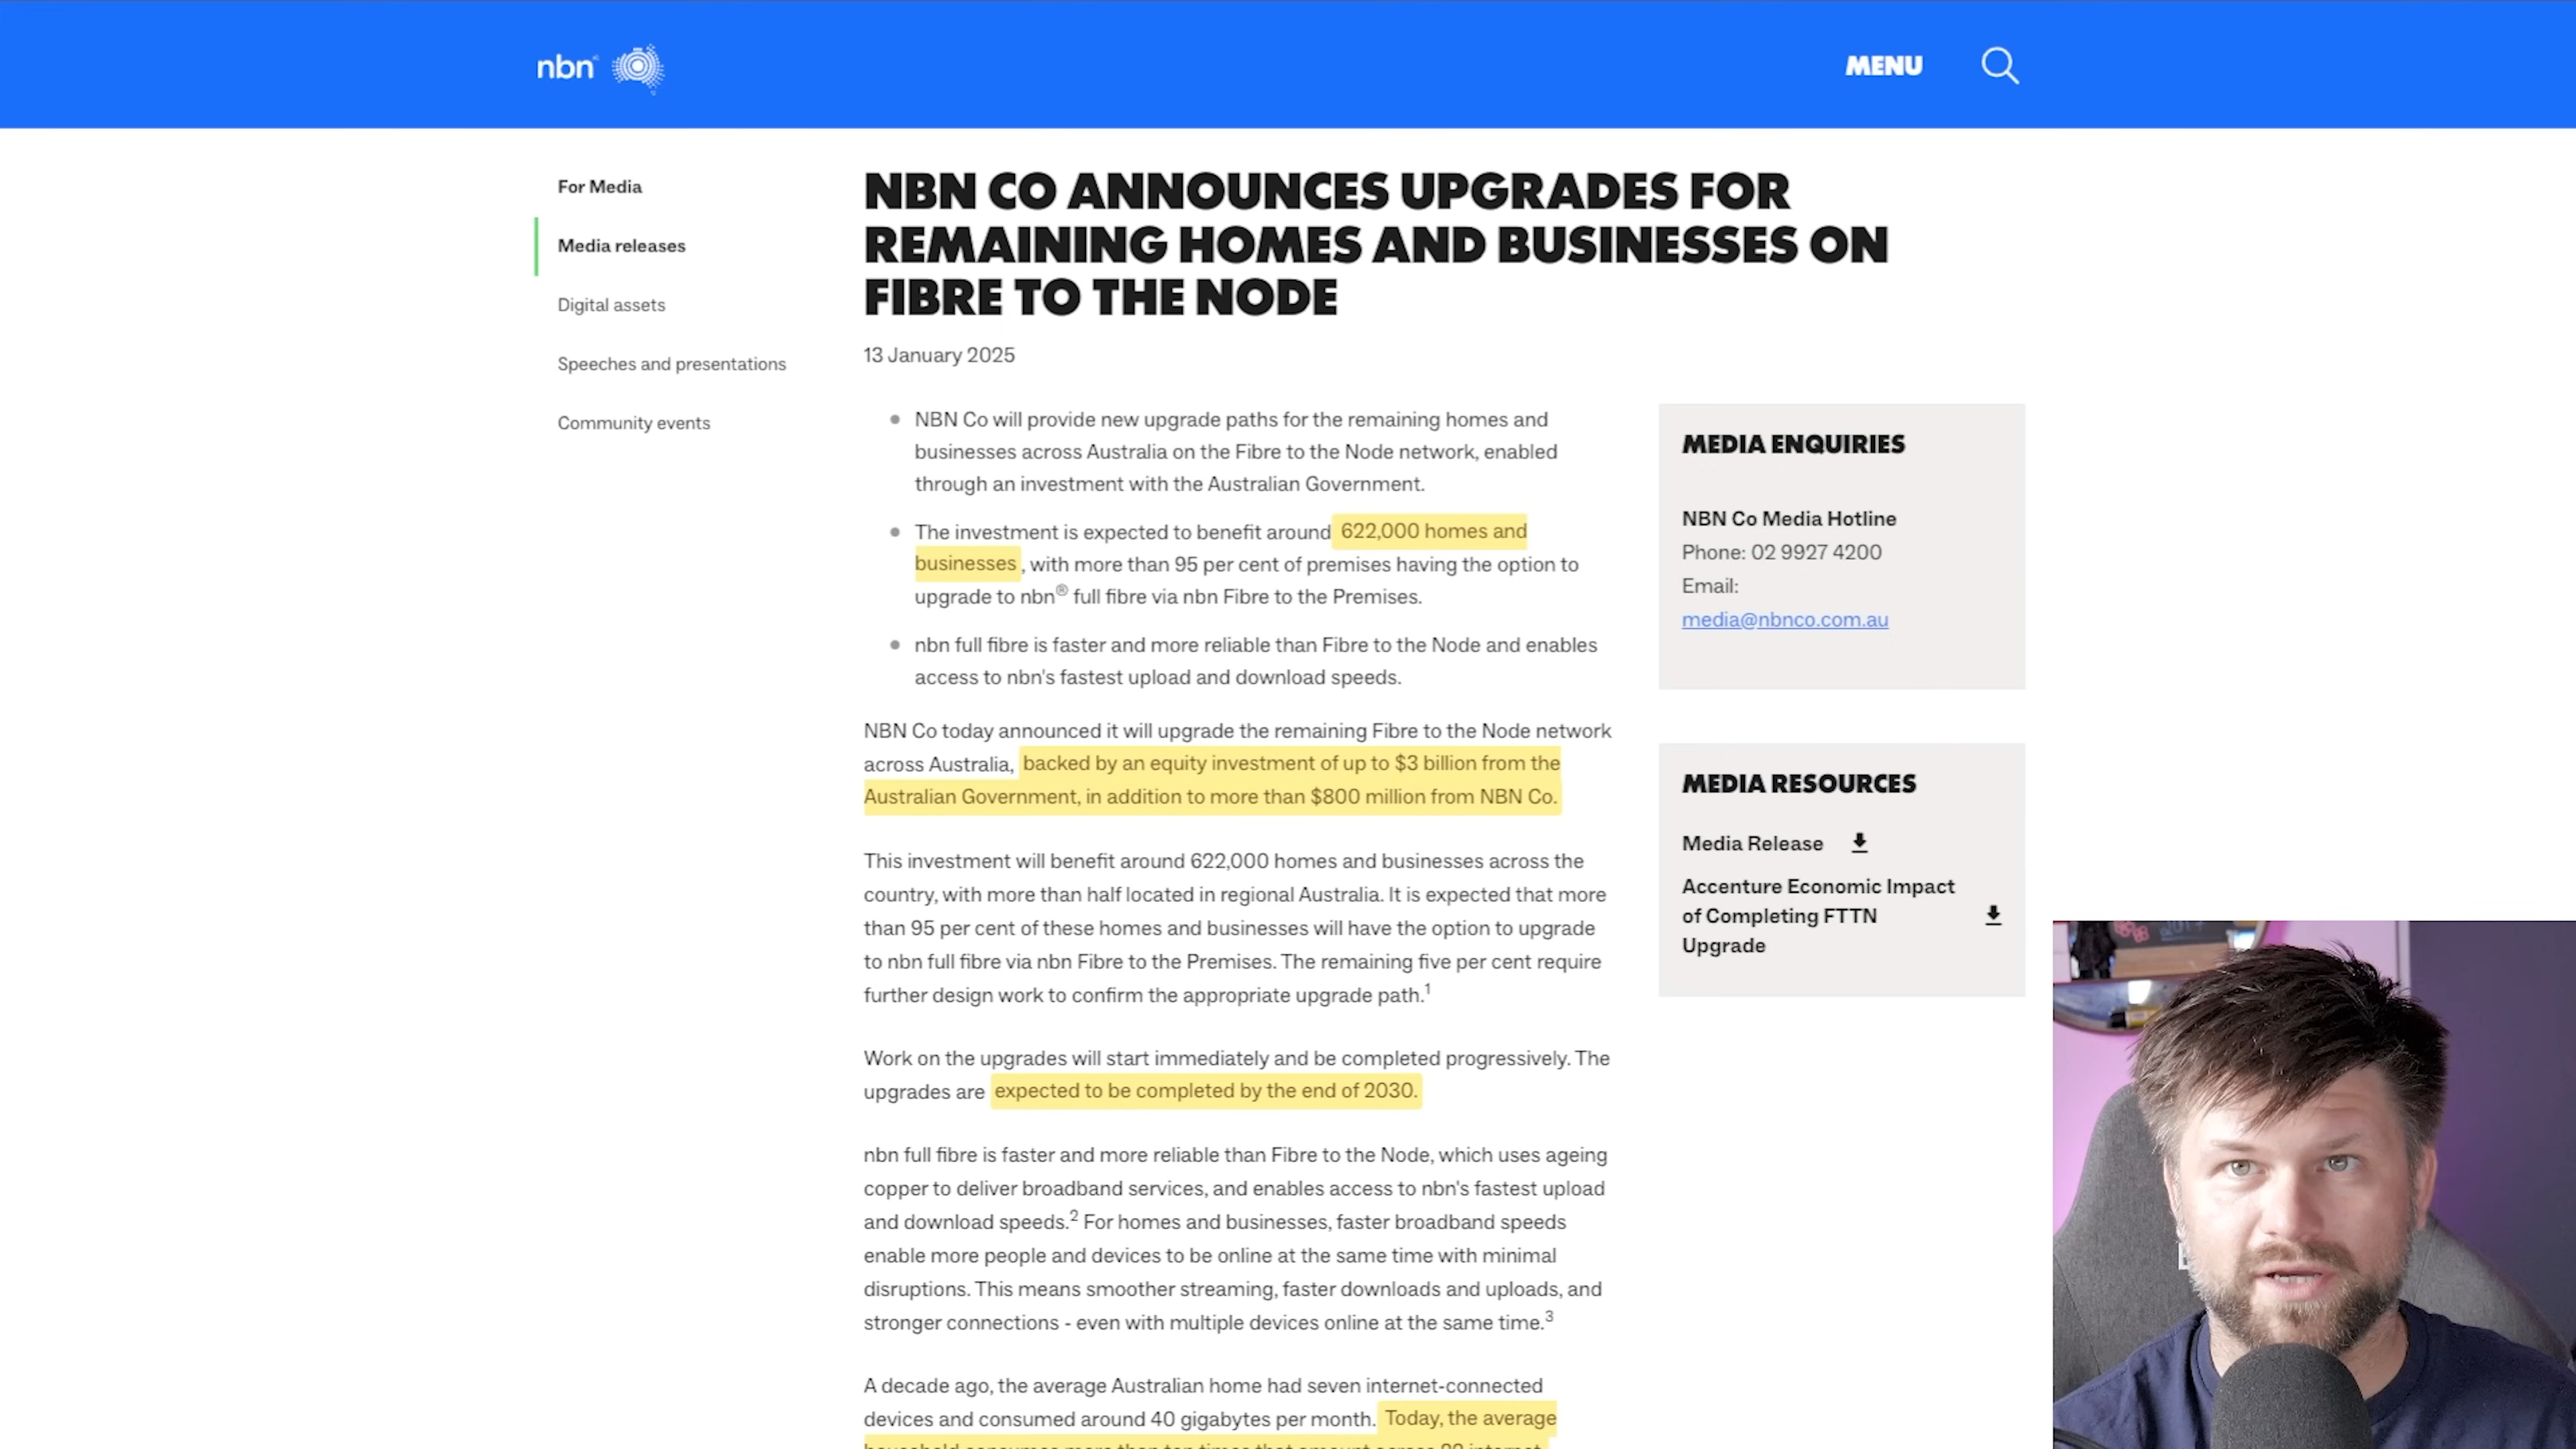 nbn
MENU
For Media
Media releases
Digital assets
Speeches and presentations
Community events
NBN CO ANNOUNCES UPGRADES FOR
REMAINING HOMES AND BUSINESSES ON
FIBRE TO THE NODE
13 January 2025
NBN Co will provide new upgrade paths for the remaining homes and
businesses across Australia on the Fibre to the Node network, enabled
through an investment with the Australian Government.
The investment is expected to benefit around 622,000 homes and
businesses, with more than 95 per cent of premises having the option to
upgrade to nbn® full fibre via nbn Fibre to the Premises.
nbn full fibre is faster and more reliable than Fibre to the Node and enables
access to nbn's fastest upload and download speeds.
NBN Co today announced it will upgrade the remaining Fibre to the Node network
across Australia, backed by an equity investment of up to $3 billion from the
Australian Government, in addition to more than $800 million from NBN Co.
This investment will benefit around 622,000 homes and businesses across the
country, with more than half located in regional Australia. It is expected that more
than 95 per cent of these homes and businesses will have the option to upgrade
to nbn full fibre via nbn Fibre to the Premises. The remaining five per cent require
further design work to confirm the appropriate upgrade path.1
Work on the upgrades will start immediately and be completed progressively. The
upgrades are expected to be completed by the end of 2030.
nbn full fibre is faster and more reliable than Fibre to the Node, which uses ageing
copper to deliver broadband services, and enables access to nbn's fastest upload
and download speeds.2 For homes and businesses, faster broadband speeds
enable more people and devices to be online at the same time with minimal
disruptions. This means smoother streaming, faster downloads and uploads, and
stronger connections - even with multiple devices online at the same time.3
A decade ago, the average Australian home had seven internet-connected
devices and consumed around 40 gigabytes per month. Today, the average
MEDIA ENQUIRIES
NBN Co Media Hotline
Phone: 02 9927 4200
Email:
media@nbnco.com.au
MEDIA RESOURCES
Media Release
Accenture Economic Impact
of Completing FTTN
Upgrade